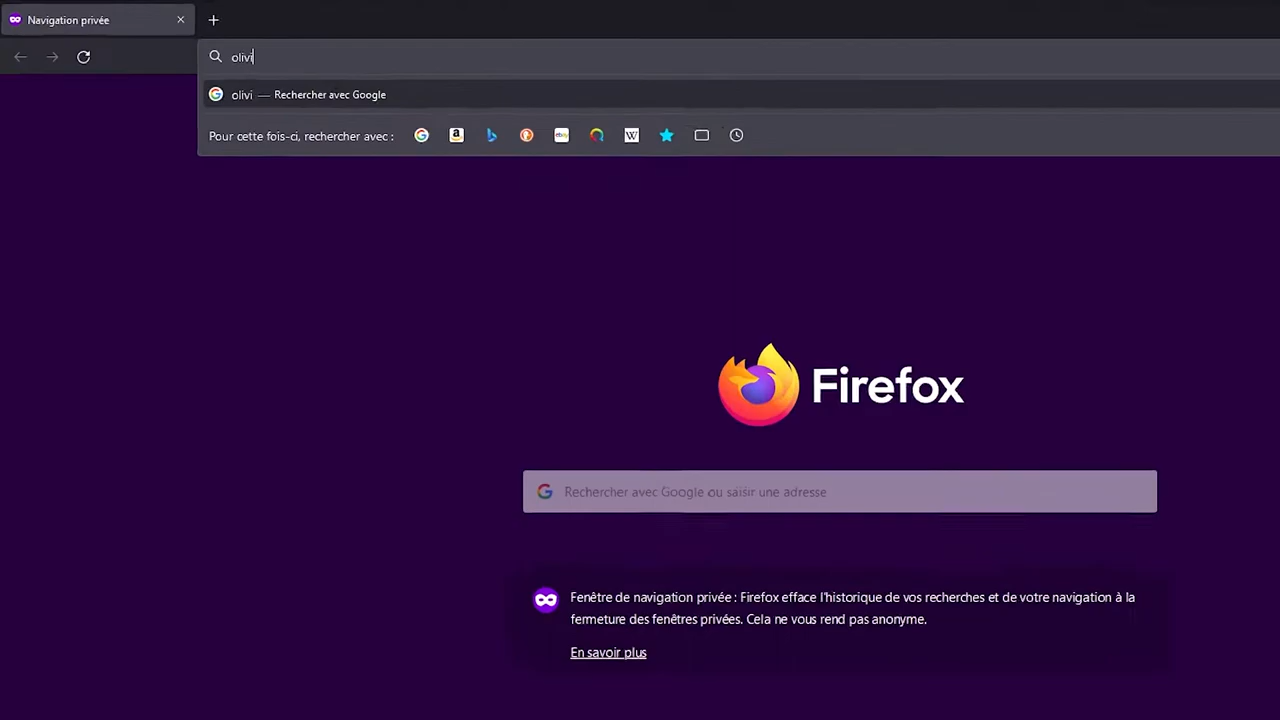 Navigation privée
olivi
olivi — Rechercher avec Google
Pour cette fois-ci, rechercher avec :
Firefox
Rechercher avec Google ou saisir une adresse
Fenêtre de navigation privée : Firefox efface l'historique de vos recherches et de votre navigation à la
fermeture des fenêtres privées. Cela ne vous rend pas anonyme.
En savoir plus